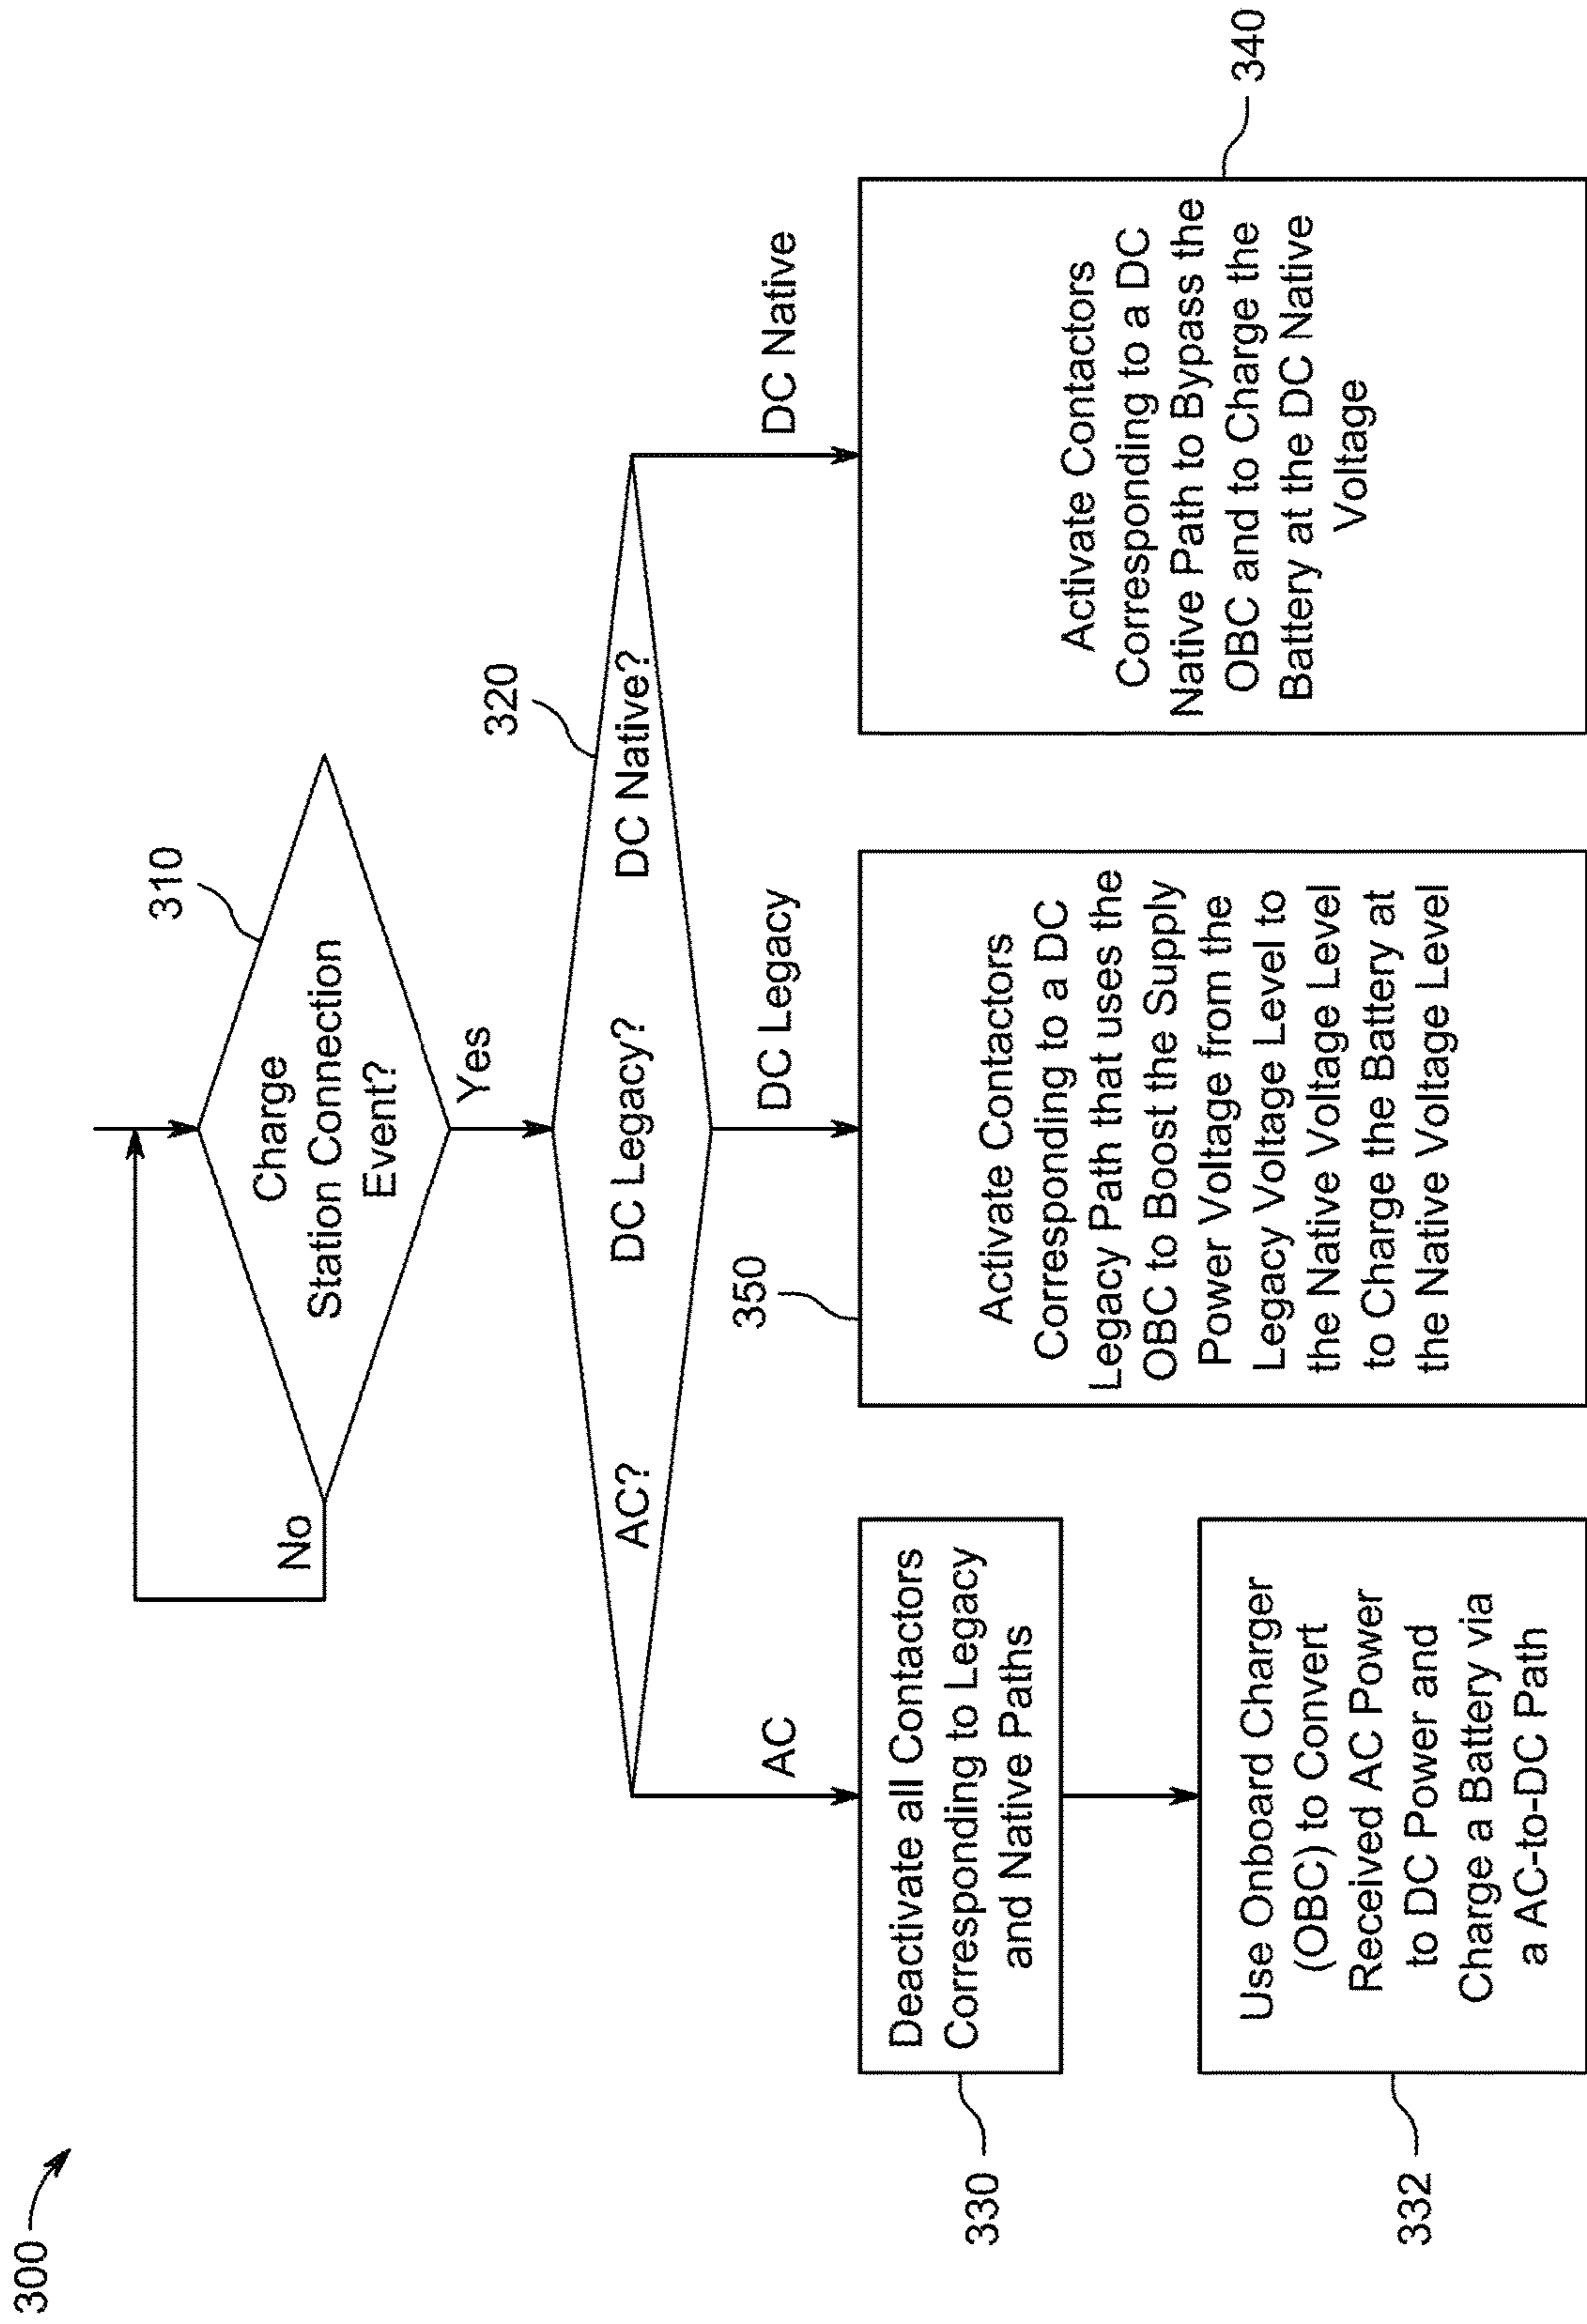 300
310
Charge
Station Connection
Event?
No
Yes
320
AC?
DC Legacy?
DC Native?
AC
DC Legacy
DC Native
330
Deactivate all Contactors
Corresponding to Legacy
and Native Paths
332
Use Onboard Charger
(OBC) to Convert
Received AC Power
to DC Power and
Charge a Battery via
a AC-to-DC Path
350
Activate Contactors
Corresponding to a DC
Legacy Path that uses the
OBC to Boost the Supply
Power Voltage from the
Legacy Voltage Level to
the Native Voltage Level
to Charge the Battery at
the Native Voltage Level
340
Activate Contactors
Corresponding to a DC
Native Path to Bypass the
OBC and to Charge the
Battery at the DC Native
Voltage